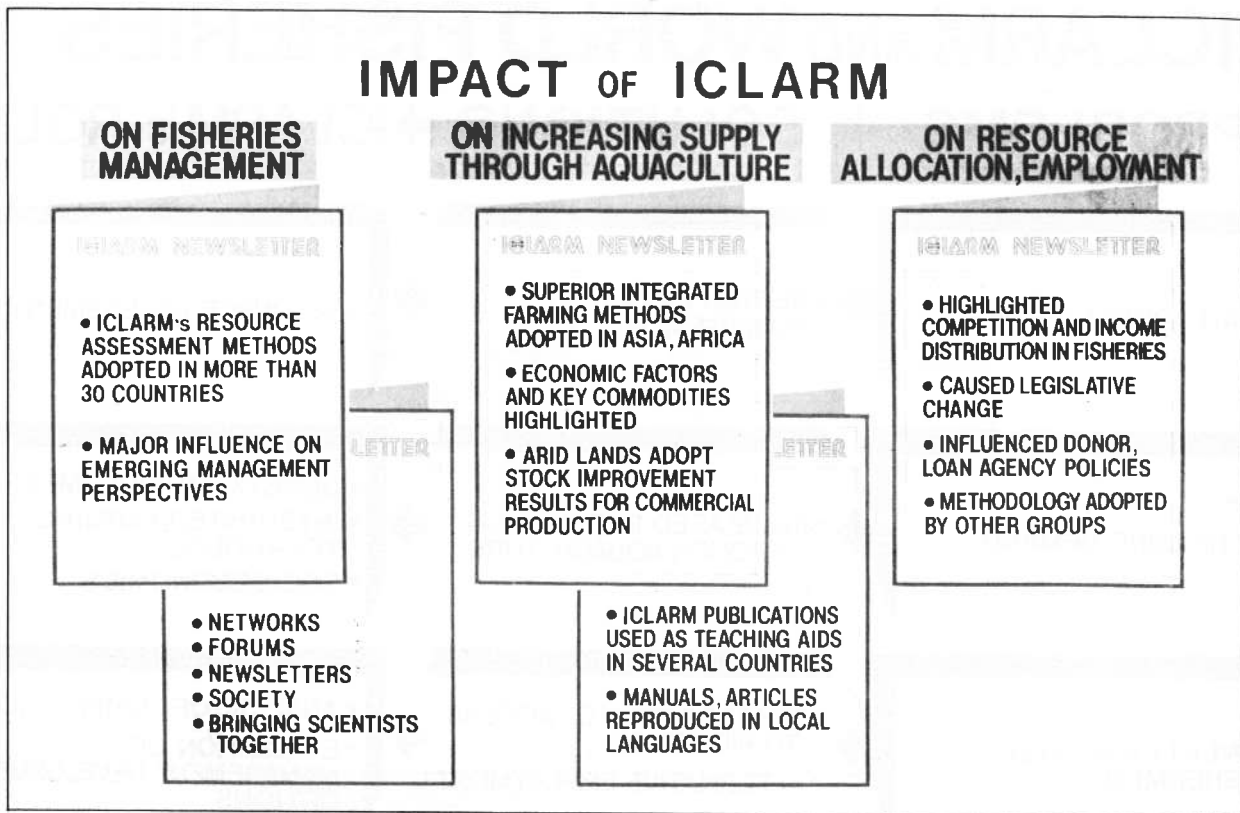 IMPACT OF ICLARM
ON FISHERIES
MANAGEMENT
ICLARM NEWSLETTER
• ICLARM's RESOURCE
ASSESSMENT METHODS
ADOPTED IN MORE THAN
30 COUNTRIES
• MAJOR INFLUENCE ON
EMERGING MANAGEMENT
PERSPECTIVES
LETTER
• NETWORKS
• FORUMS
• NEWSLETTERS
• SOCIETY
• BRINGING SCIENTISTS
TOGETHER
ON INCREASING SUPPLY
THROUGH AQUACULTURE
ICLARM NEWSLETTER
• SUPERIOR INTEGRATED
FARMING METHODS
ADOPTED IN ASIA, AFRICA
• ECONOMIC FACTORS
AND KEY COMMODITIES
HIGHLIGHTED
• ARID LANDS ADOPT
STOCK IMPROVEMENT
RESULTS FOR COMMERCIAL
PRODUCTION
LETTER
• ICLARM PUBLICATIONS
USED AS TEACHING AIDS
IN SEVERAL COUNTRIES
• MANUALS, ARTICLES
REPRODUCED IN LOCAL
LANGUAGES
ON RESOURCE
ALLOCATION, EMPLOYMENT
ICLARM NEWSLETTER
• HIGHLIGHTED
COMPETITION AND INCOME
DISTRIBUTION IN FISHERIES
• CAUSED LEGISLATIVE
CHANGE
• INFLUENCED DONOR,
LOAN AGENCY POLICIES
• METHODOLOGY ADOPTED
BY OTHER GROUPS